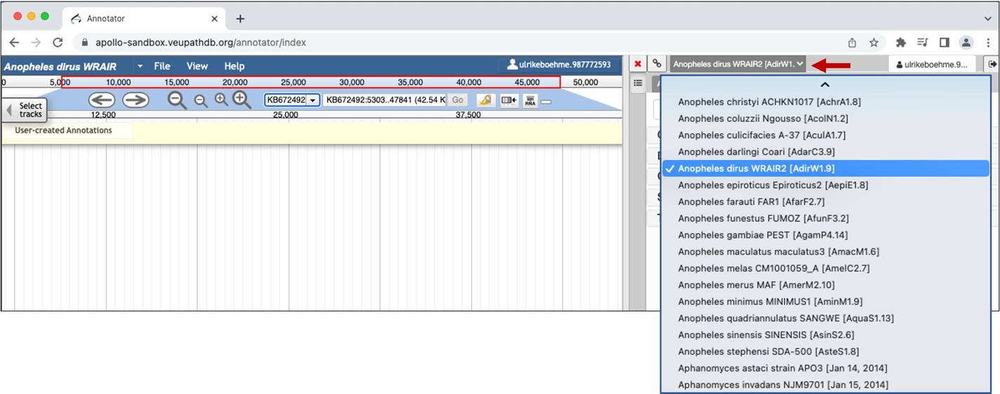 Annotator
apollo-sandbox.veupathdb.org/annotator/index
Anopheles dirus WRAIR File View Help ulrikeboehme.987772593
0 5,000 10,000 15,000 20,000 25,000 30,000 35,000 40,000 45,000 50,000
KB672492 KB672492:5303..47841 (42.54 K Go
Select
tracks
12,500 25,000 37,500
User-created Annotations
Anopheles dirus WRAIR2 [AdirW1. ulrikeboehme.9...
Anopheles christyi ACHKN1017 [AchrA1.8]
Anopheles coluzzii Ngousso [AcolN1.2]
Anopheles culicifacies A-37 [AculA1.7]
Anopheles darlingi Coari [AdarC3.9]
Anopheles dirus WRAIR2 [AdirW1.9]
Anopheles epiroticus Epiroticus2 [AepiE1.8]
Anopheles farauti FAR1 [AfarF2.7]
Anopheles funestus FUMOZ [AfunF3.2]
Anopheles gambiae PEST [AgamP4.14]
Anopheles maculatus maculatus3 [AmacM1.6]
Anopheles melas CM1001059_A [AmelC2.7]
Anopheles merus MAF [AmerM2.10]
Anopheles minimus MINIMUS1 [AminM1.9]
Anopheles quadriannulatus SANGWE [AquaS1.13]
Anopheles sinensis SINENSIS [AsinS2.6]
Anopheles stephensi SDA-500 [AsteS1.8]
Aphanomyces astaci strain APO3 [Jan 14, 2014]
Aphanomyces invadans NJM9701 [Jan 15, 2014]